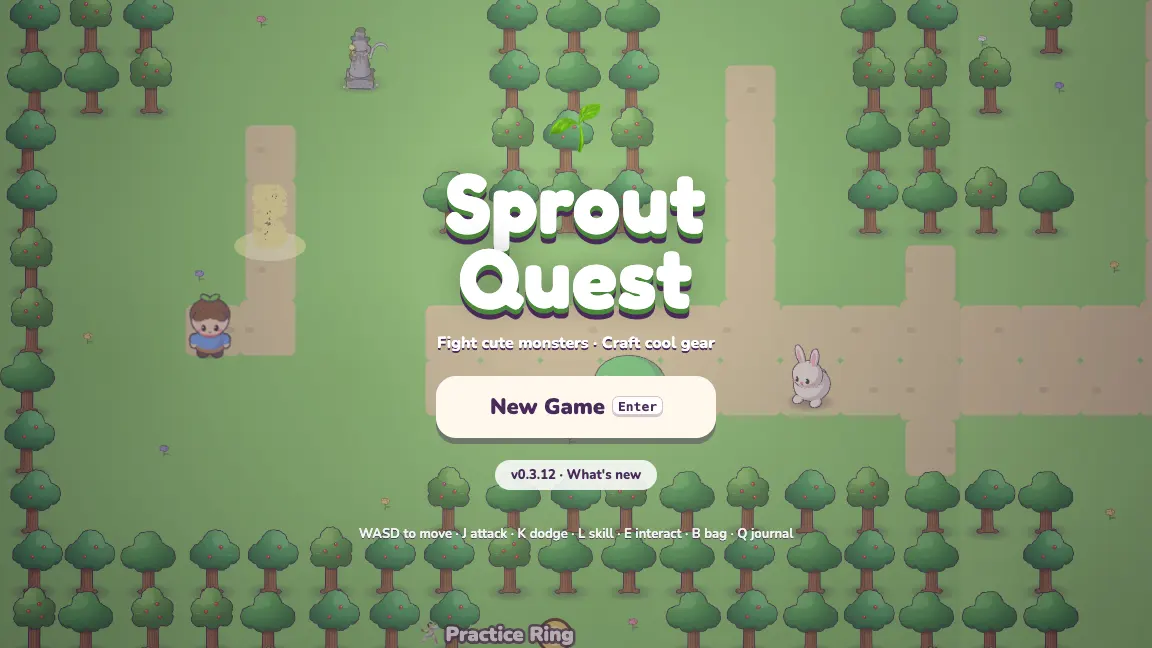 Sprout
Quest
Fight cute monsters · Craft cool gear
New Game Enter
v0.3.12 · What's new
WASD to move · J attack · K dodge · L skill · E interact · B bag · Q journal
Practice Ring